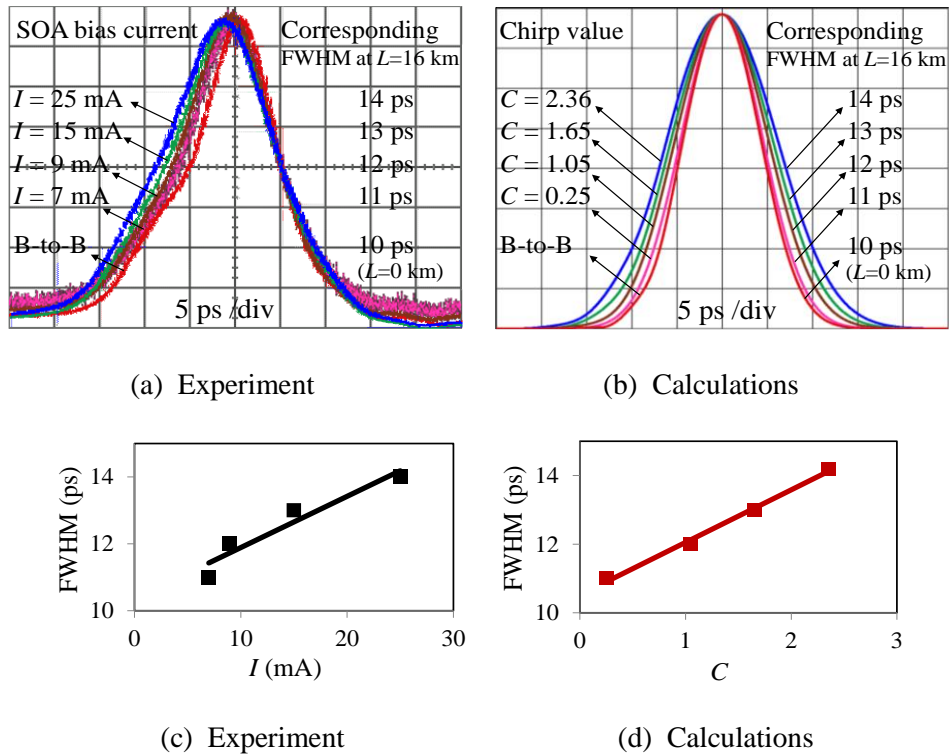 SOA bias current
Corresponding
FWHM at L=16 km
I = 25 mA
14 ps
I = 15 mA
13 ps
I = 9 mA
12 ps
I = 7 mA
11 ps
B-to-B
10 ps
(L=0 km)
5 ps /div
(a) Experiment
Chirp value
Corresponding
FWHM at L=16 km
C = 2.36
14 ps
C = 1.65
13 ps
C = 1.05
12 ps
C = 0.25
11 ps
B-to-B
10 ps
(L=0 km)
5 ps /div
(b) Calculations
FWHM (ps)
14
12
10
0
10
20
30
I (mA)
(c) Experiment
FWHM (ps)
14
12
10
0
1
2
3
C
(d) Calculations